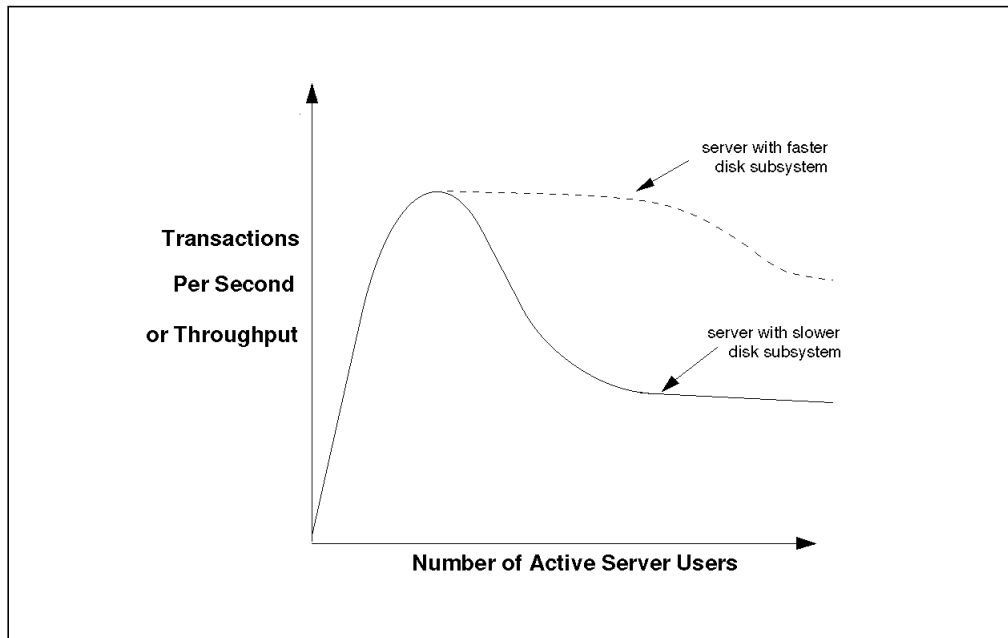 server with faster
disk subsystem
Transactions
Per Second
or Throughput
server with slower
disk subsystem
Number of Active Server Users